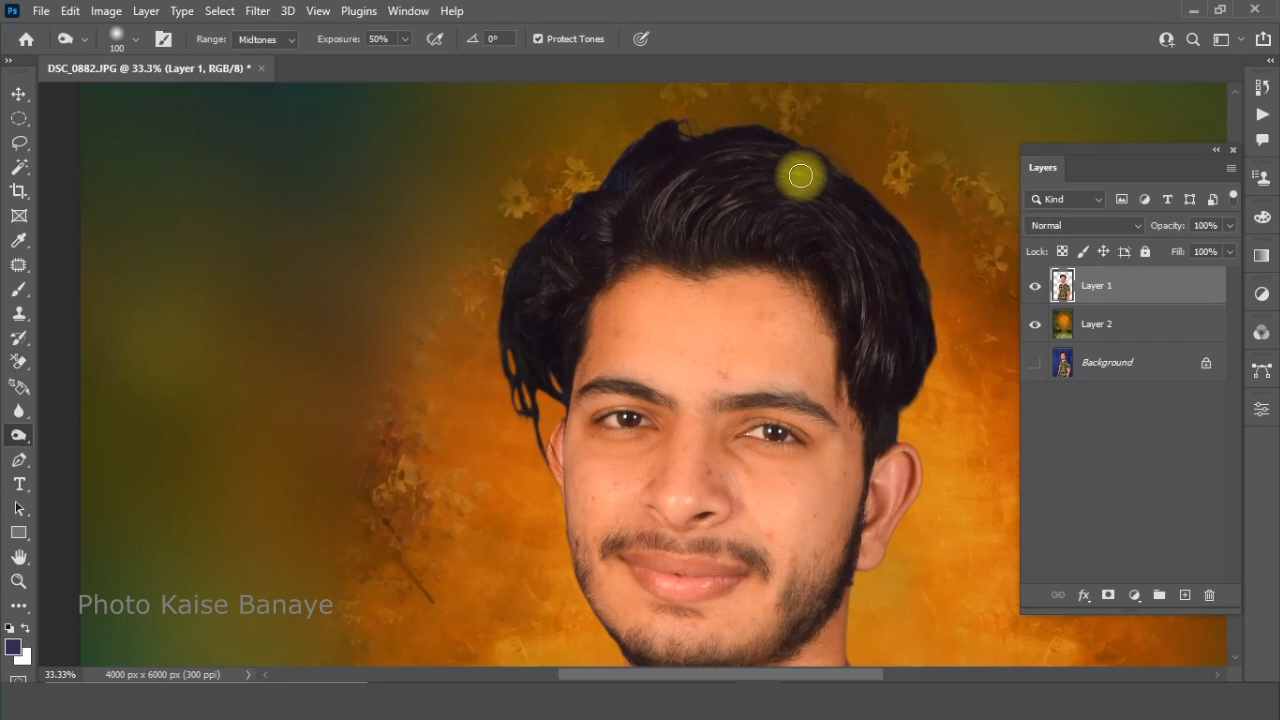 Ps File Edit Image Layer Type Select Filter 3D View Plugins Window Help
100 Range: Midtones Exposure: 50% 0° Protect Tones
DSC_0882.JPG @ 33.3% (Layer 1, RGB/8) * ×
Layers
Kind
Normal Opacity: 100%
Lock: Fill: 100%
Layer 1
Layer 2
Background
fx
Photo Kaise Banaye
33.33% 4000 px x 6000 px (300 ppi)